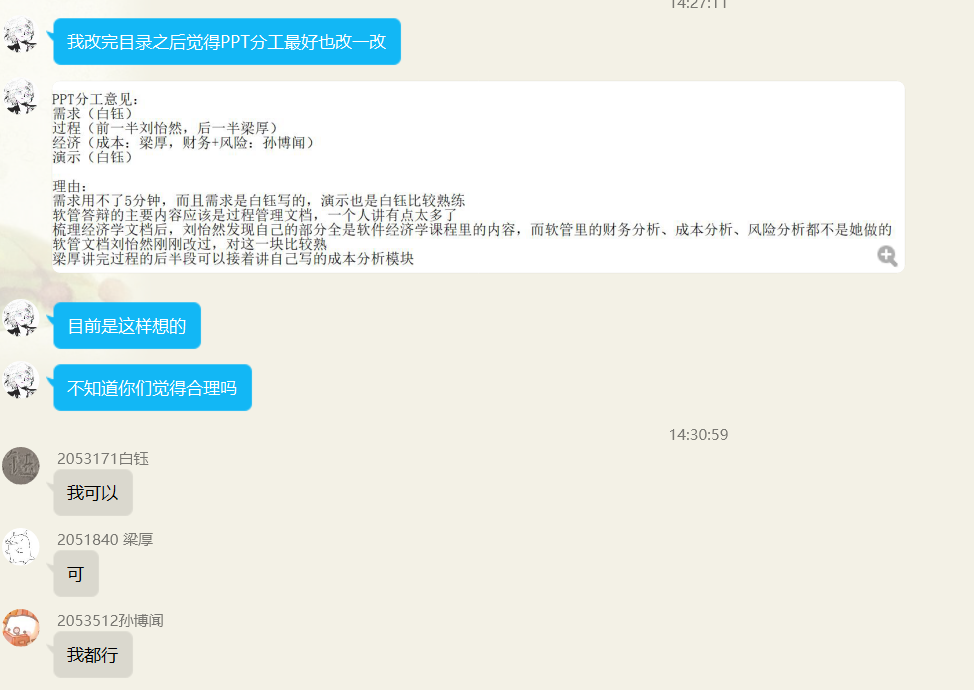 14:27:11
我改完目录之后觉得PPT分工最好也改一改
PPT分工意见：
需求（白钰）
过程（前一半刘怡然，后一半梁厚）
经济（成本：梁厚，财务+风险：孙博闻）
演示（白钰）
理由：
需求用不了5分钟，而且需求是白钰写的，演示也是白钰比较熟练
软管答辩的主要内容应该是过程管理文档，一个人讲有点太多了
梳理经济学文档后，刘怡然发现自己的部分全是软件经济学课程里的内容，而软管里的财务分析、成本分析、风险分析都不是她做的
软管文档刘怡然刚刚改过，对这一块比较熟
梁厚讲完过程的后半段可以接着讲自己写的成本分析模块
目前是这样想的
不知道你们觉得合理吗
14:30:59
2053171白钰
我可以
2051840 梁厚
可
2053512孙博闻
我都行